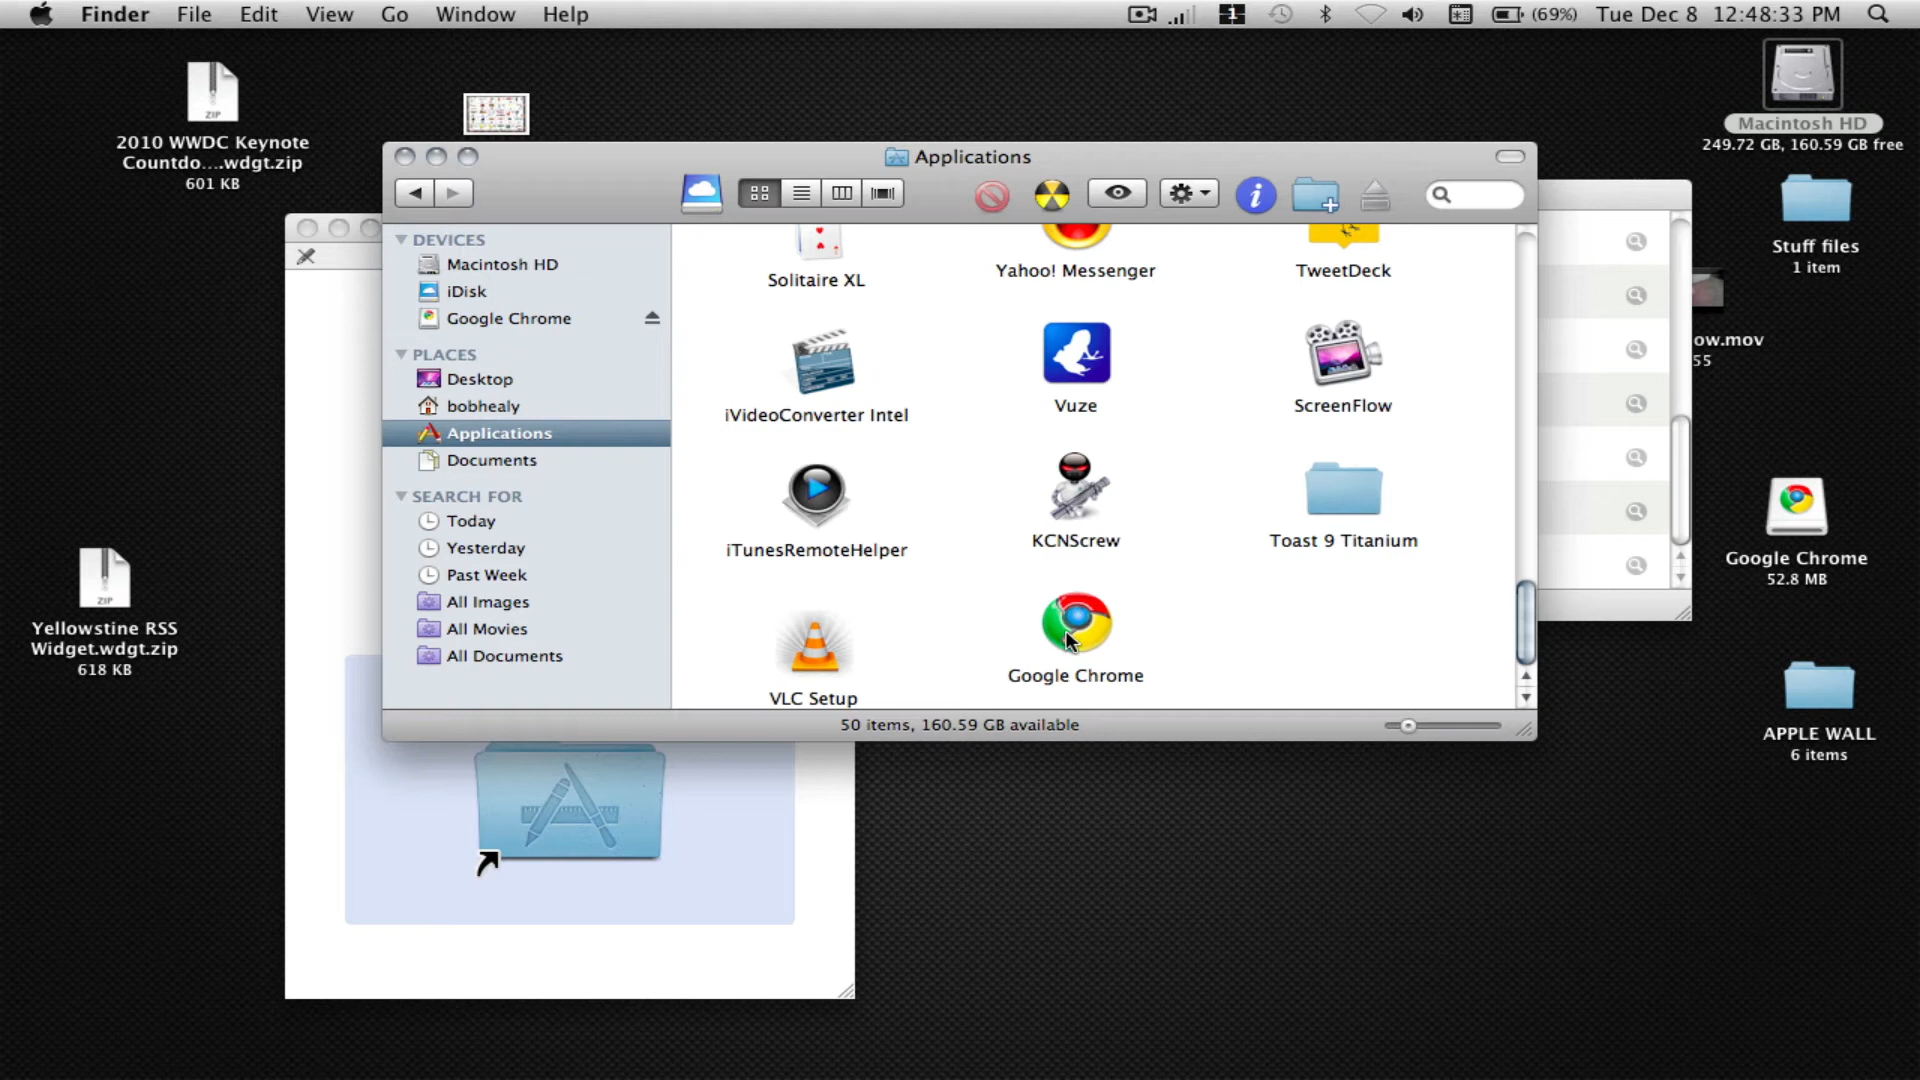 Finder File Edit View Go Window Help
1 (69%) Tue Dec 8 12:48:33 PM
ZIP
2010 WWDC Keynote
Countdo....wdgt.zip
601 KB
Macintosh HD
249.72 GB, 160.59 GB free
Stuff files
1 item
ow.mov
55
Google Chrome
52.8 MB
APPLE WALL
6 items
ZIP
Yellowstine RSS
Widget.wdgt.zip
618 KB
Applications
DEVICES
Macintosh HD
iDisk
Google Chrome
PLACES
Desktop
bobhealy
Applications
Documents
SEARCH FOR
Today
Yesterday
Past Week
All Images
All Movies
All Documents
Solitaire XL
Yahoo! Messenger
TweetDeck
iVideoConverter Intel
Vuze
ScreenFlow
iTunesRemoteHelper
KCNScrew
Toast 9 Titanium
VLC Setup
Google Chrome
50 items, 160.59 GB available